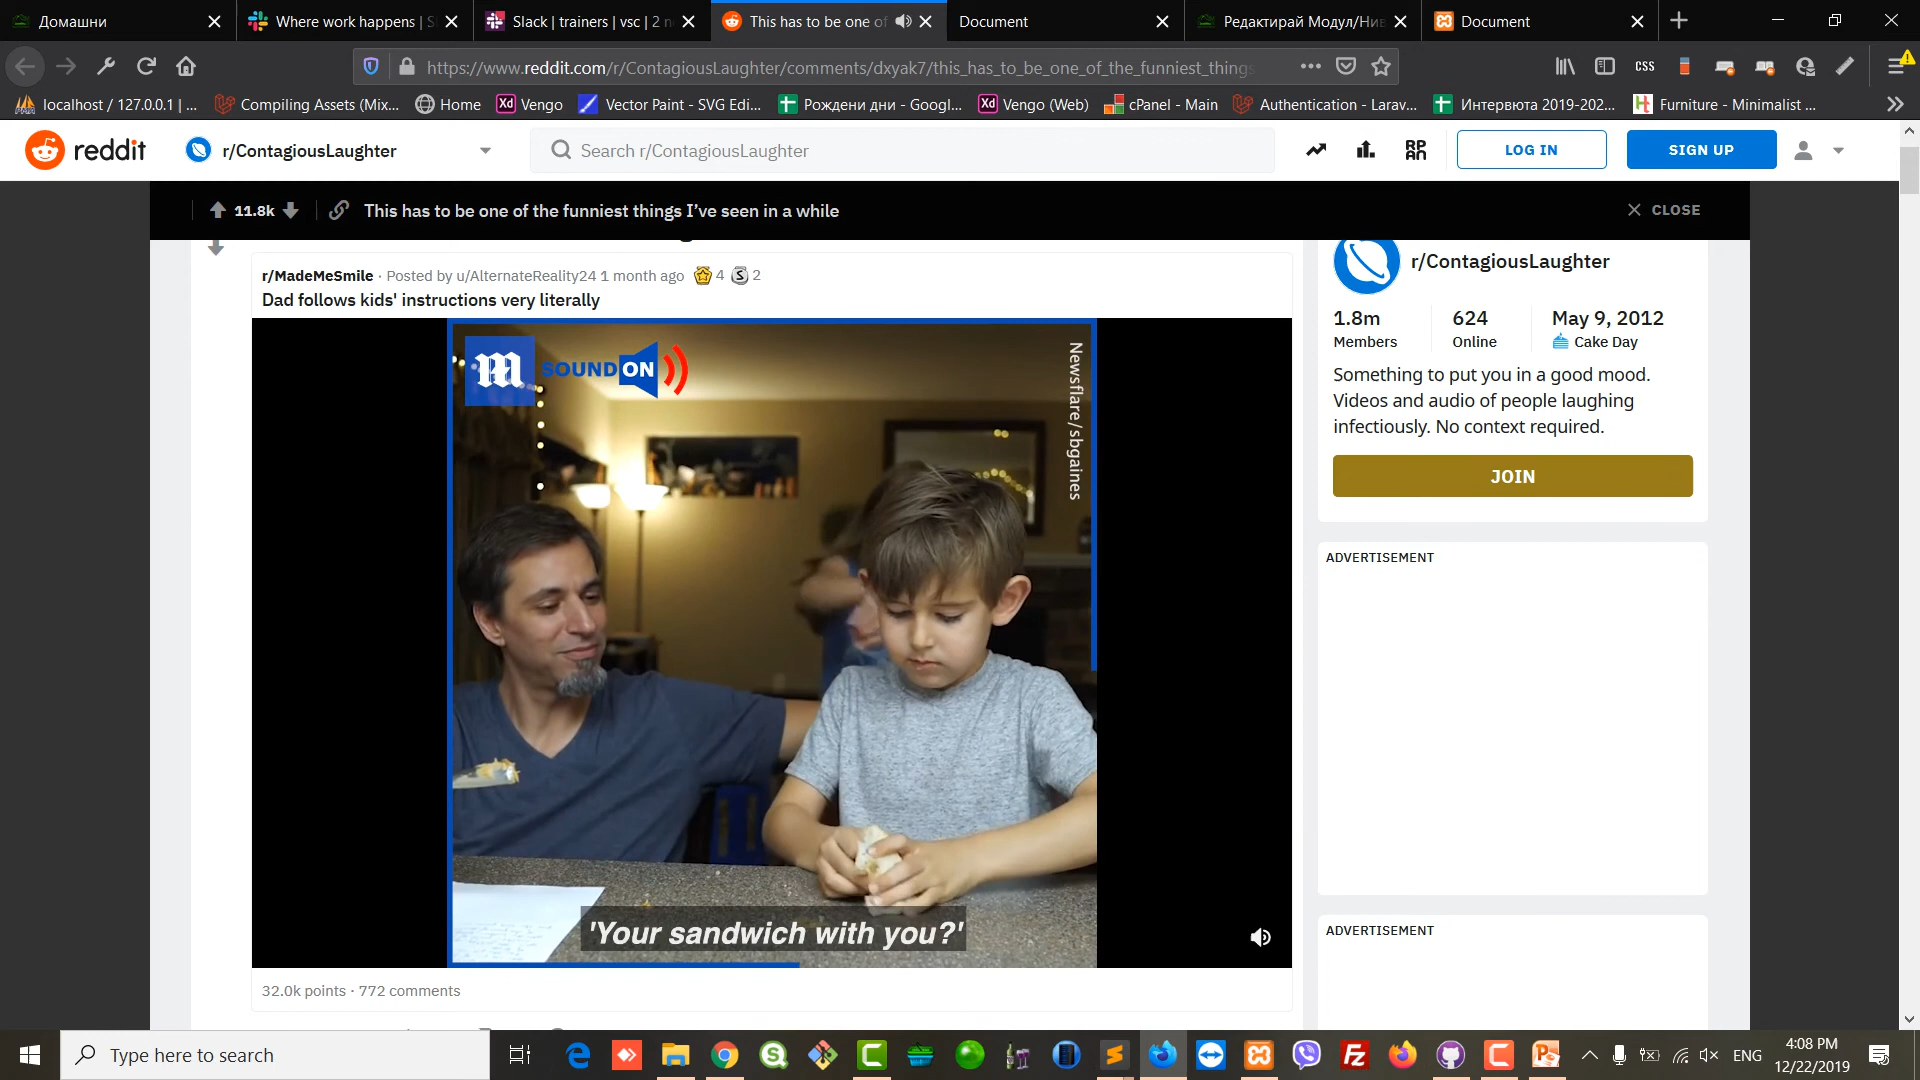 Домашни
Where work happens | S
Slack | trainers | vsc | 2 n
This has to be one of
Document
Редактирай Модул/Нив
Document
https://www.reddit.com/r/ContagiousLaughter/comments/dxyak7/this_has_to_be_one_of_the_funniest_things
CSS
localhost / 127.0.0.1 | ...
Compiling Assets (Mix...
Home
Vengo
Vector Paint - SVG Edi...
Рождени дни - Googl...
Vengo (Web)
cPanel - Main
Authentication - Larav...
Интервюта 2019-202...
Furniture - Minimalist ...
reddit
r/ContagiousLaughter
Search r/ContagiousLaughter
LOG IN
SIGN UP
11.8k
This has to be one of the funniest things I've seen in a while
CLOSE
r/MadeMeSmile · Posted by u/AlternateReality24 1 month ago 4 2
Dad follows kids' instructions very literally
SOUND ON
Newsflare/sbgaines
'Your sandwich with you?'
32.0k points · 772 comments
r/ContagiousLaughter
1.8m
Members
624
Online
May 9, 2012
Cake Day
Something to put you in a good mood.
Videos and audio of people laughing
infectiously. No context required.
JOIN
ADVERTISEMENT
ADVERTISEMENT
Type here to search
ENG
4:08 PM
12/22/2019